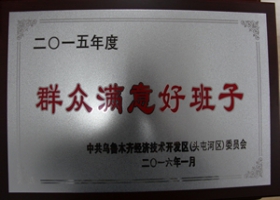 二〇一五年度
群众满意好班子
中共乌鲁木齐经济技术开发区(头屯河区)委员会
二〇一六年一月